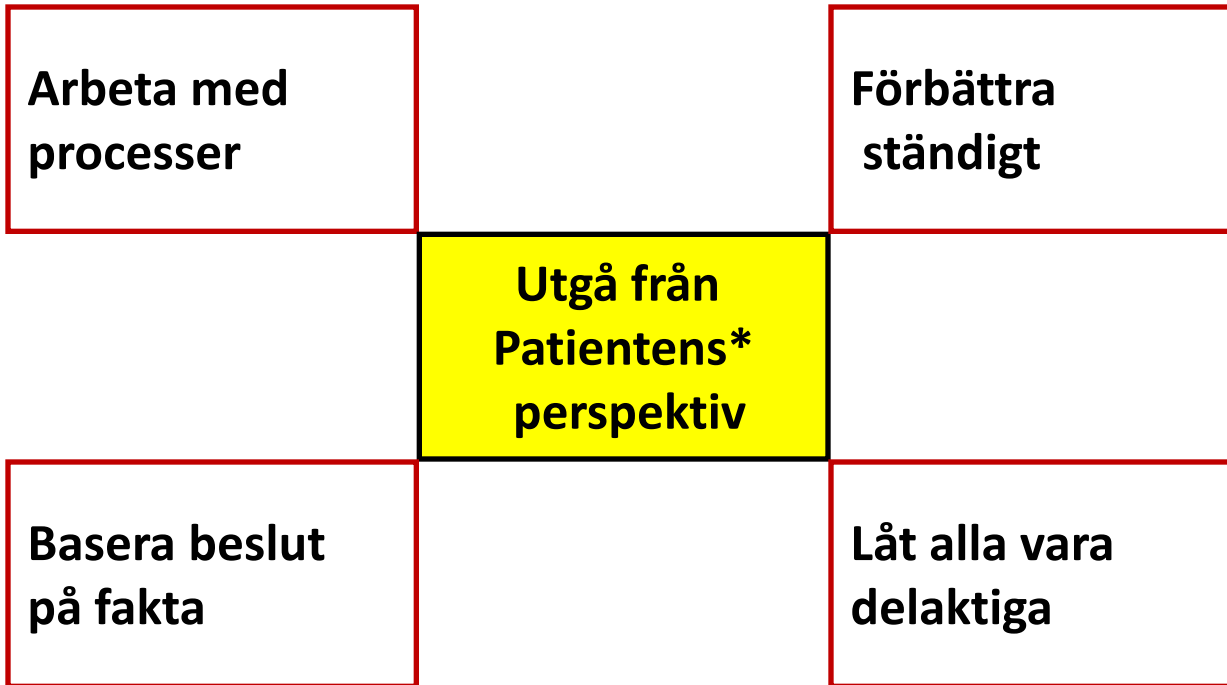 Arbeta med
processer
Förbättra
ständigt
Utgå från
Patientens*
perspektiv
Basera beslut
på fakta
Låt alla vara
delaktiga